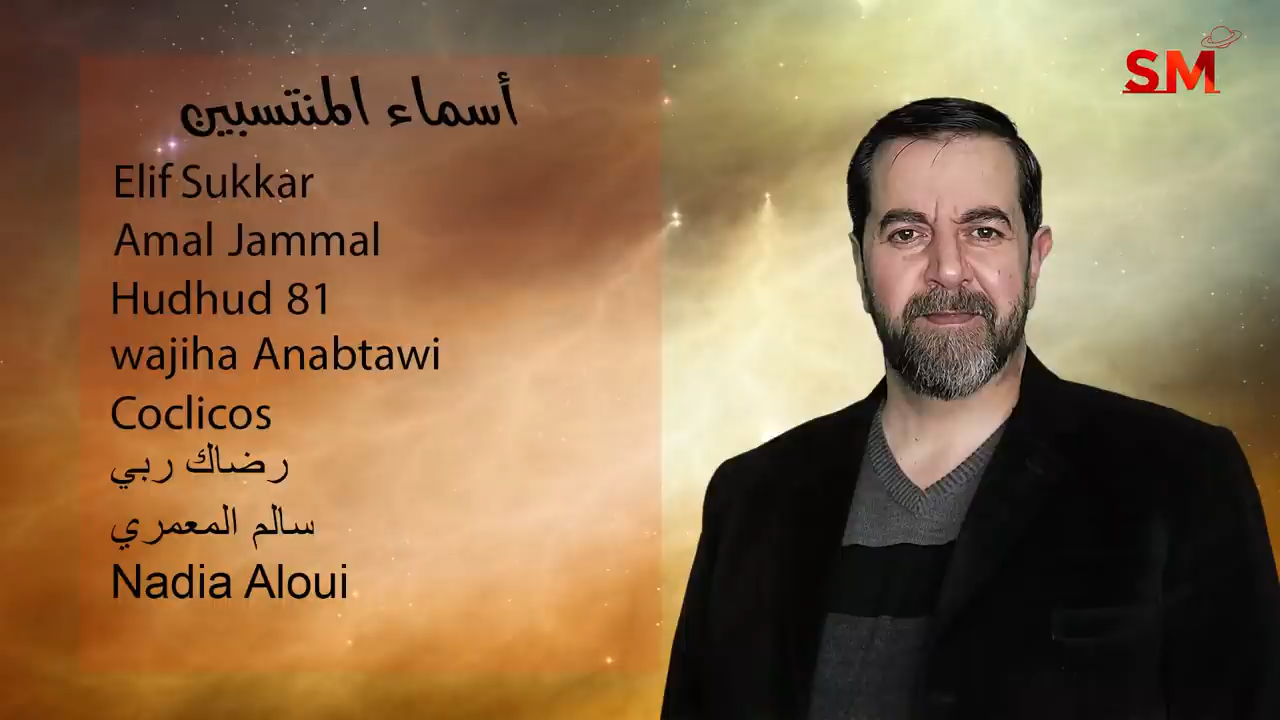 SM
أسماء المنتسبين
Elif Sukkar
Amal Jammal
Hudhud 81
wajiha Anabtawi
Coclicos
رضاك ربي
سالم المعمري
Nadia Aloui